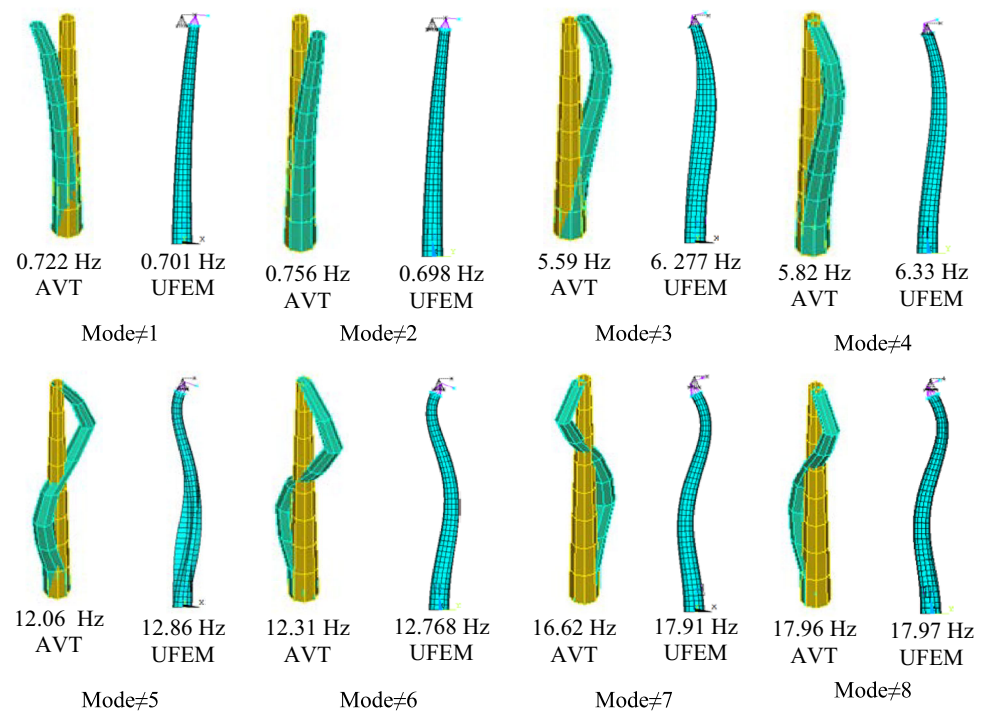 0.722 Hz
AVT
0.701 Hz
UFEM
Mode≠1
0.756 Hz
AVT
0.698 Hz
UFEM
Mode≠2
5.59 Hz
AVT
6. 277 Hz
UFEM
Mode≠3
5.82 Hz
AVT
6.33 Hz
UFEM
Mode≠4
12.06 Hz
AVT
12.86 Hz
UFEM
Mode≠5
12.31 Hz
AVT
12.768 Hz
UFEM
Mode≠6
16.62 Hz
AVT
17.91 Hz
UFEM
Mode≠7
17.96 Hz
AVT
17.97 Hz
UFEM
Mode≠8